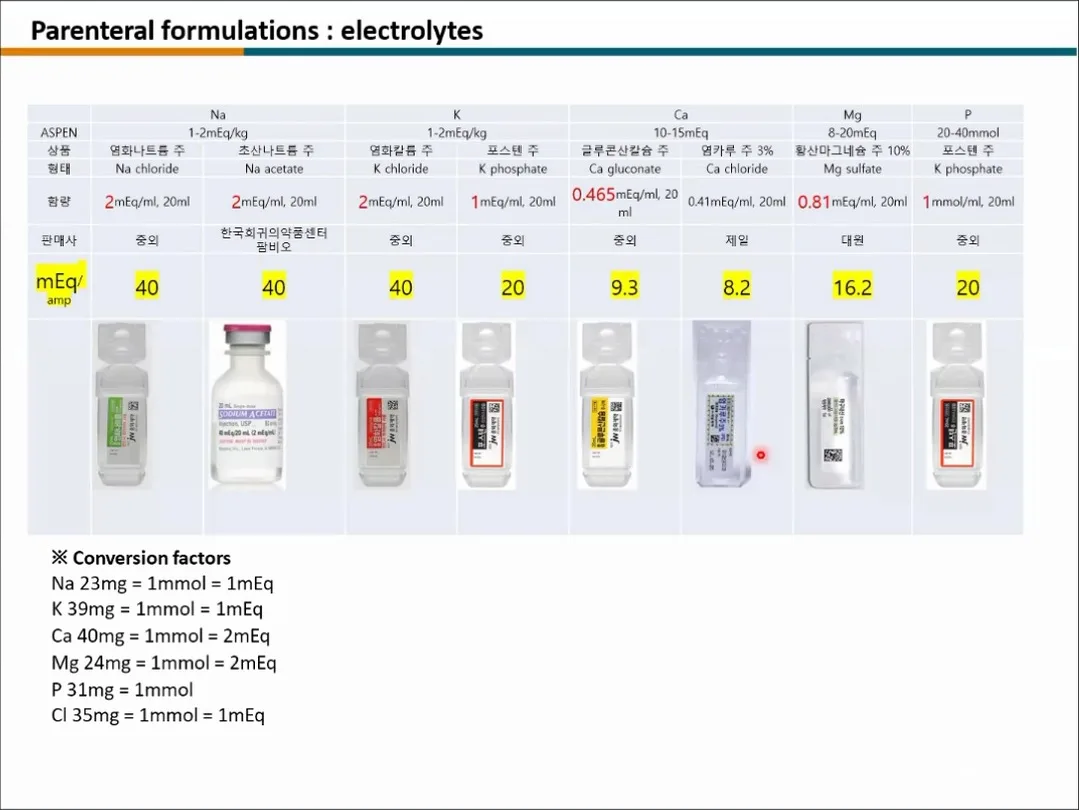 Parenteral formulations : electrolytes
Na K Ca Mg P
ASPEN 1-2mEq/kg 1-2mEq/kg 10-15mEq 8-20mEq 20-40mmol
상품 염화나트륨 주 초산나트륨 주 염화칼륨 주 포스텐 주 글루콘산칼슘 주 염카루 주 3% 황산마그네슘 주 10% 포스텐 주
형태 Na chloride Na acetate K chloride K phosphate Ca gluconate Ca chloride Mg sulfate K phosphate
함량 2mEq/ml, 20ml 2mEq/ml, 20ml 2mEq/ml, 20ml 1mEq/ml, 20ml 0.465mEq/ml, 20 ml 0.41mEq/ml, 20ml 0.81mEq/ml, 20ml 1mmol/ml, 20ml
판매사 중외 한국희귀의약품센터 팜비오 중외 중외 중외 제일 대원 중외
mEq/amp 40 40 40 20 9.3 8.2 16.2 20
SODIUM ACETATE
Injection, USP
※ Conversion factors
Na 23mg = 1mmol = 1mEq
K 39mg = 1mmol = 1mEq
Ca 40mg = 1mmol = 2mEq
Mg 24mg = 1mmol = 2mEq
P 31mg = 1mmol
Cl 35mg = 1mmol = 1mEq